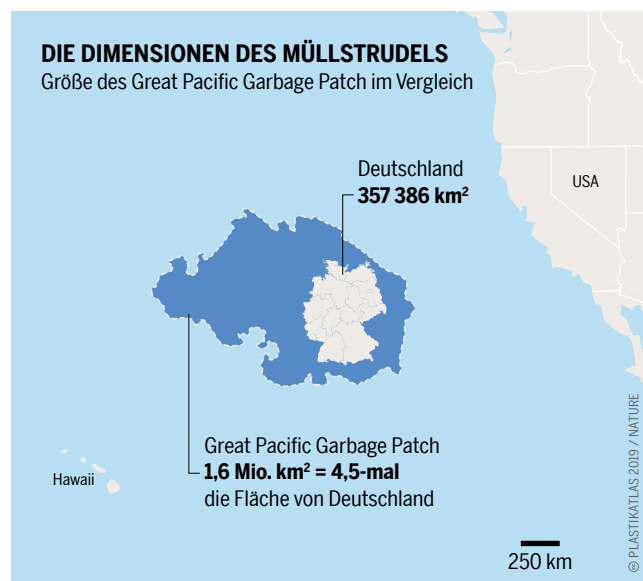 DIE DIMENSIONEN DES MÜLLSTRUDELS
Größe des Great Pacific Garbage Patch im Vergleich
Deutschland
357 386 km²
USA
Great Pacific Garbage Patch
1,6 Mio. km² = 4,5-mal
die Fläche von Deutschland
Hawaii
250 km
PLASTIKATLAS 2019 / NATURE